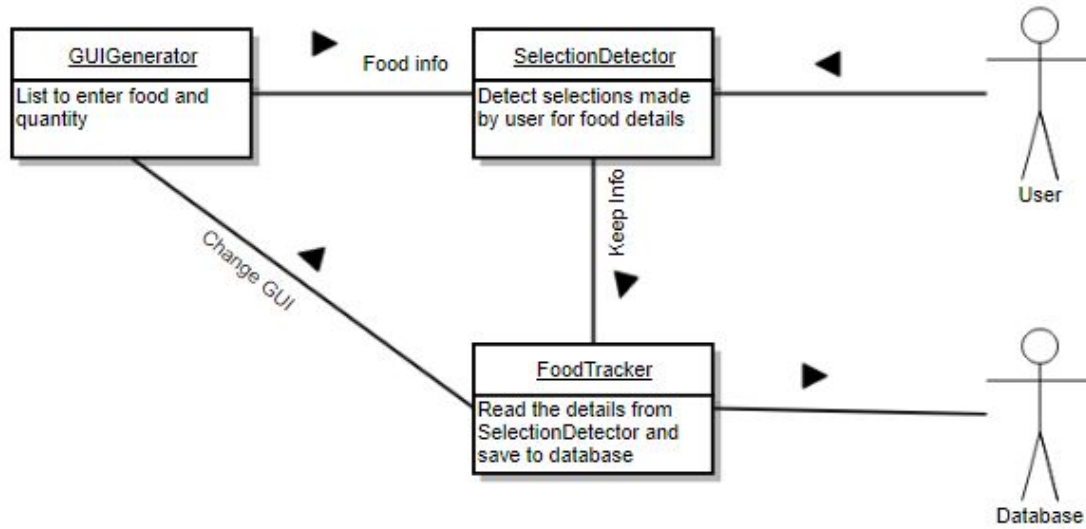 GUIGenerator
List to enter food and
quantity
Food info
SelectionDetector
Detect selections made
by user for food details
User
Keep Info
Change GUI
FoodTracker
Read the details from
SelectionDetector and
save to database
Database